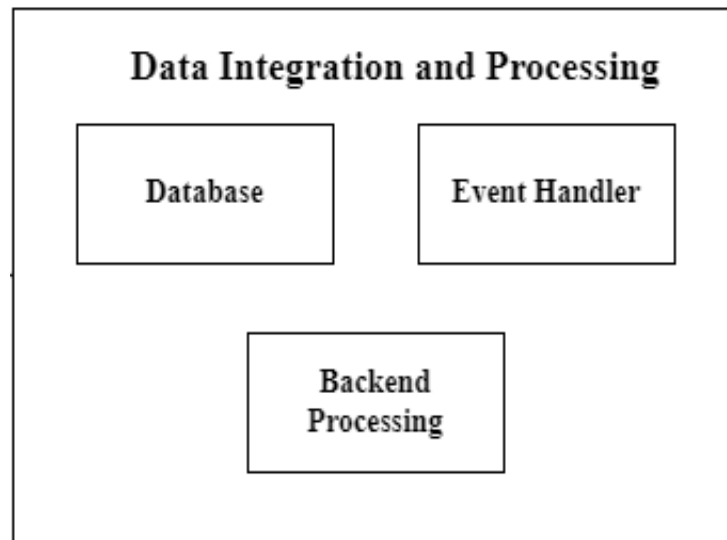 Data Integration and Processing
Database
Event Handler
Backend
Processing